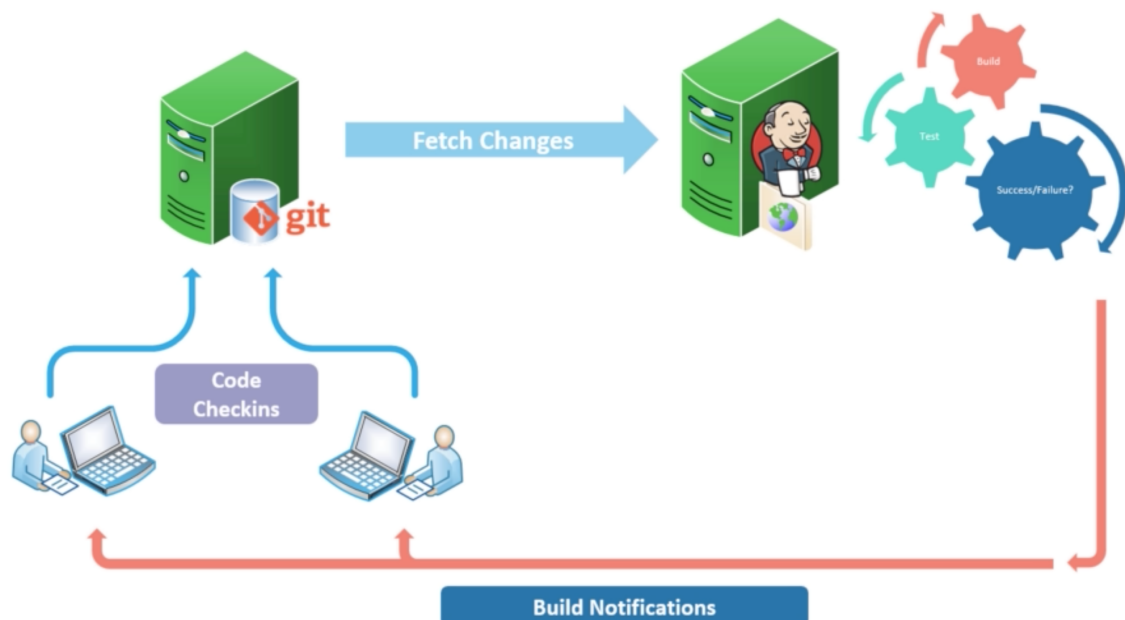 Build
Fetch Changes
Test
Success/Failure?
git
Code
Checkins
Build Notifications